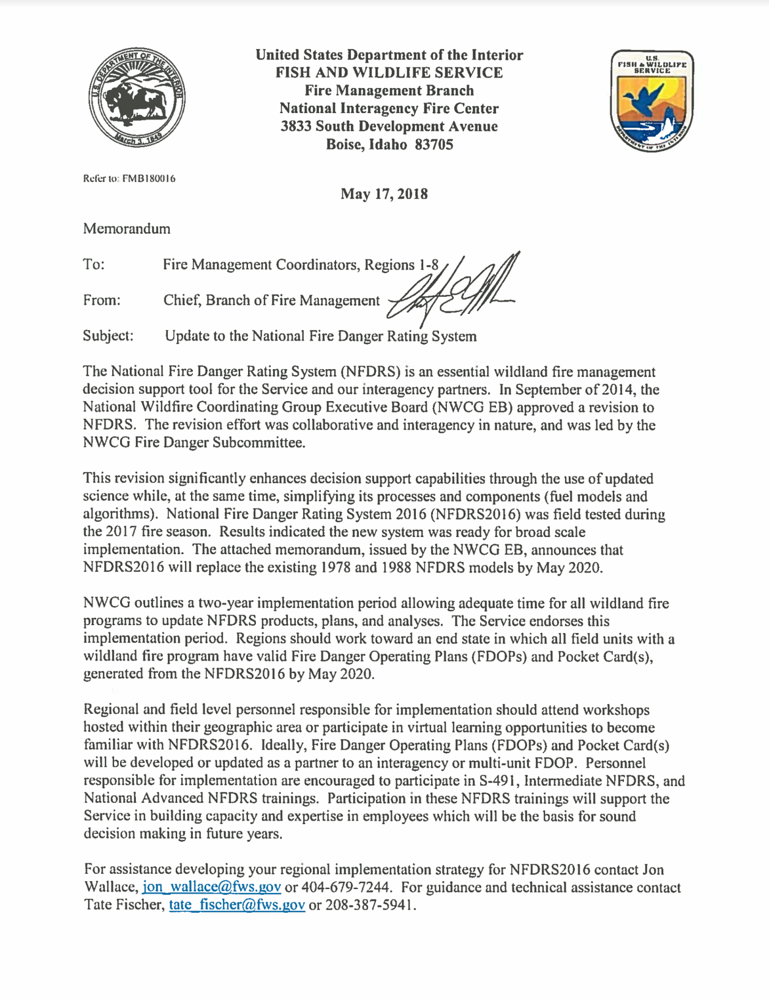 United States Department of the Interior
FISH AND WILDLIFE SERVICE
Fire Management Branch
National Interagency Fire Center
3833 South Development Avenue
Boise, Idaho 83705
U.S. DEPARTMENT OF THE INTERIOR
March 3, 1849
U.S.
FISH & WILDLIFE
SERVICE
DEPARTMENT OF THE INTERIOR
Refer to: FMB180016
May 17, 2018
Memorandum
To: Fire Management Coordinators, Regions 1-8
From: Chief, Branch of Fire Management
Subject: Update to the National Fire Danger Rating System
The National Fire Danger Rating System (NFDRS) is an essential wildland fire management
decision support tool for the Service and our interagency partners. In September of 2014, the
National Wildfire Coordinating Group Executive Board (NWCG EB) approved a revision to
NFDRS. The revision effort was collaborative and interagency in nature, and was led by the
NWCG Fire Danger Subcommittee.
This revision significantly enhances decision support capabilities through the use of updated
science while, at the same time, simplifying its processes and components (fuel models and
algorithms). National Fire Danger Rating System 2016 (NFDRS2016) was field tested during
the 2017 fire season. Results indicated the new system was ready for broad scale
implementation. The attached memorandum, issued by the NWCG EB, announces that
NFDRS2016 will replace the existing 1978 and 1988 NFDRS models by May 2020.
NWCG outlines a two-year implementation period allowing adequate time for all wildland fire
programs to update NFDRS products, plans, and analyses. The Service endorses this
implementation period. Regions should work toward an end state in which all field units with a
wildland fire program have valid Fire Danger Operating Plans (FDOPs) and Pocket Card(s),
generated from the NFDRS2016 by May 2020.
Regional and field level personnel responsible for implementation should attend workshops
hosted within their geographic area or participate in virtual learning opportunities to become
familiar with NFDRS2016. Ideally, Fire Danger Operating Plans (FDOPs) and Pocket Card(s)
will be developed or updated as a partner to an interagency or multi-unit FDOP. Personnel
responsible for implementation are encouraged to participate in S-491, Intermediate NFDRS, and
National Advanced NFDRS trainings. Participation in these NFDRS trainings will support the
Service in building capacity and expertise in employees which will be the basis for sound
decision making in future years.
For assistance developing your regional implementation strategy for NFDRS2016 contact Jon
Wallace, jon_wallace@fws.gov or 404-679-7244. For guidance and technical assistance contact
Tate Fischer, tate_fischer@fws.gov or 208-387-5941.